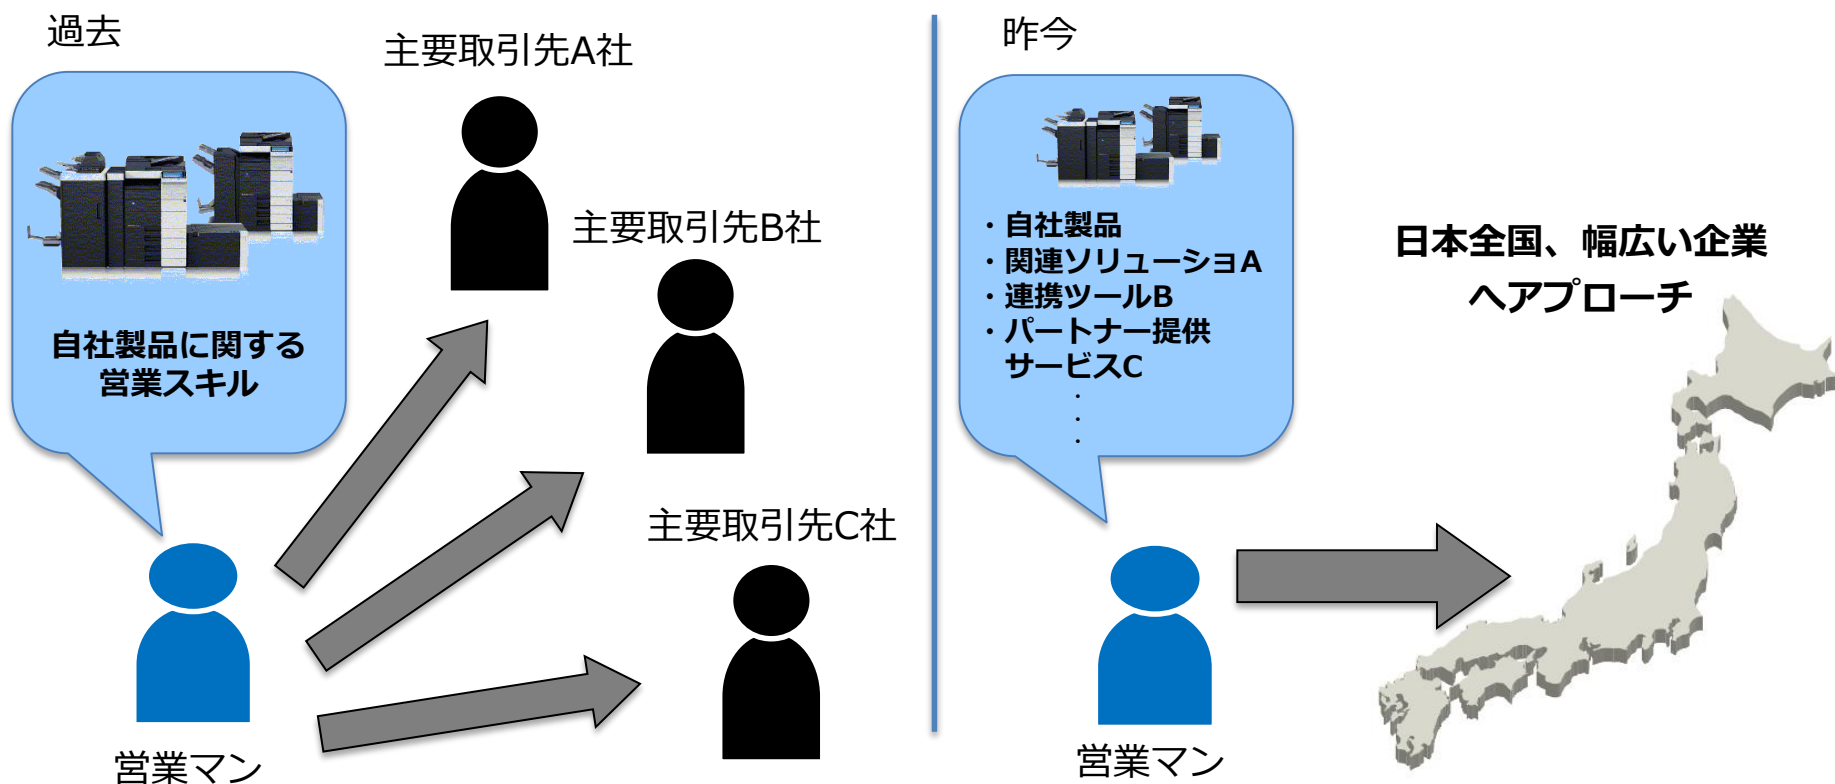 過去
主要取引先A社
自社製品に関する
営業スキル
主要取引先B社
主要取引先C社
営業マン
昨今
・自社製品
・関連ソリューショA
・連携ツールB
・パートナー提供
サービスC
・
・
・
日本全国、幅広い企業
へアプローチ
営業マン